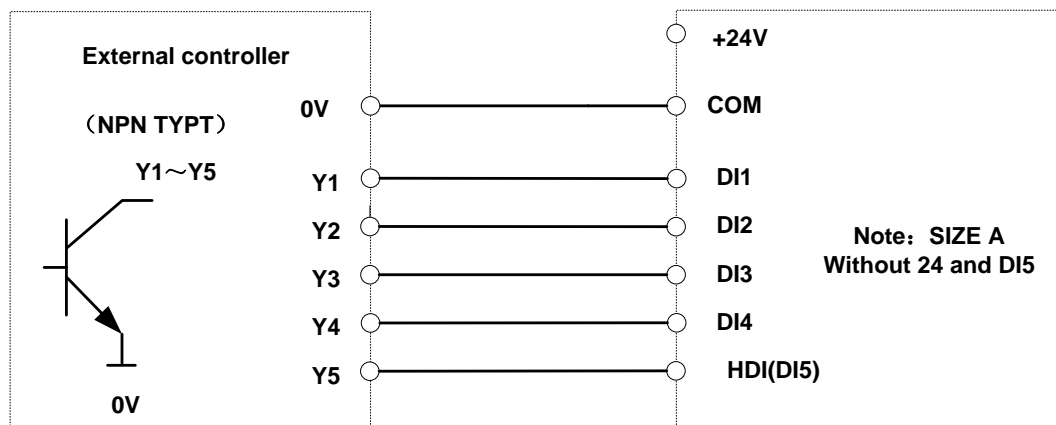 External controller
（NPN TYPT）
Y1～Y5
0V
0V
Y1
Y2
Y3
Y4
Y5
+24V
COM
DI1
DI2
DI3
DI4
HDI(DI5)
Note：SIZE A
Without 24 and DI5